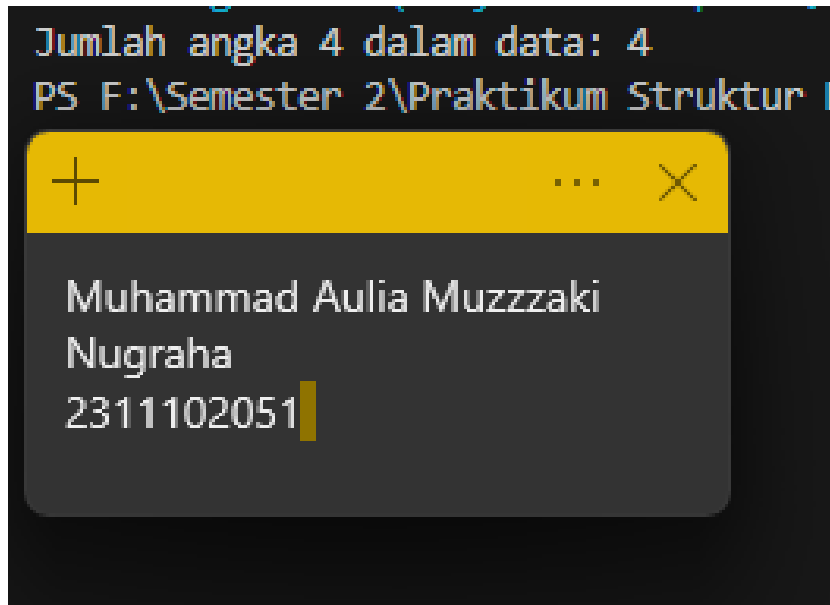 Jumlah angka 4 dalam data: 4
PS F:\Semester 2\Praktikum Struktur
Muhammad Aulia Muzzzaki
Nugraha
2311102051